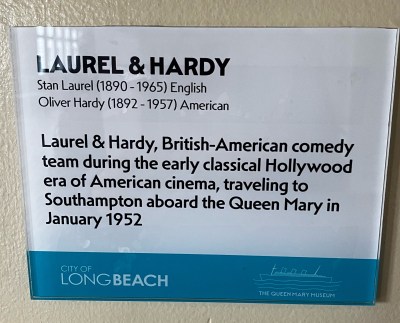 LAUREL & HARDY
Stan Laurel (1890 - 1965) English
Oliver Hardy (1892 - 1957) American
Laurel & Hardy, British-American comedy
team during the early classical Hollywood
era of American cinema, traveling to
Southampton aboard the Queen Mary in
January 1952
CITY OF
LONGBEACH
THE QUEEN MARY MUSEUM